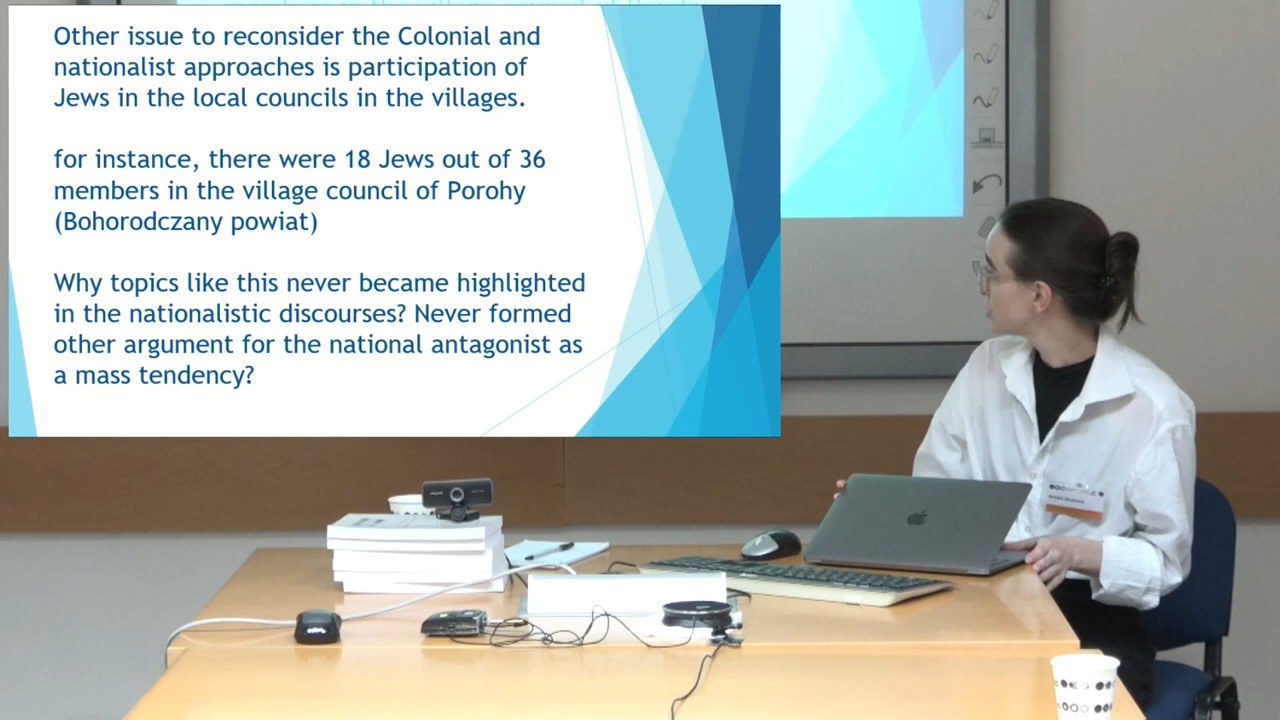 Other issue to reconsider the Colonial and
nationalist approaches is participation of
Jews in the local councils in the villages.
for instance, there were 18 Jews out of 36
members in the village council of Porohy
(Bohorodczany powiat)
Why topics like this never became highlighted
in the nationalistic discourses? Never formed
other argument for the national antagonist as
a mass tendency?